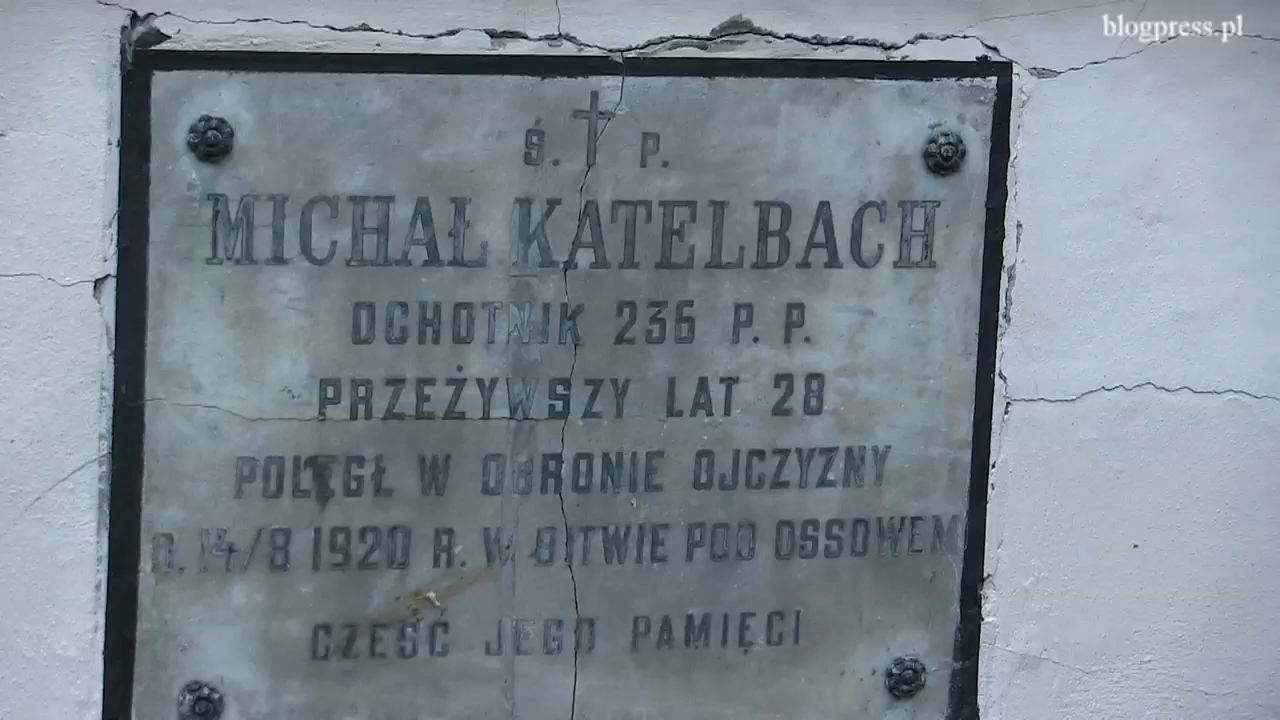 blogpress.pl
Ś. P.
MICHAŁ KATELBACH
OCHOTNIK 236 P. P.
PRZEŻYWSZY LAT 28
POLEGŁ W OBRONIE OJCZYZNY
D. 14/8 1920 R. W BITWIE POD OSSOWEM
CZEŚĆ JEGO PAMIĘCI